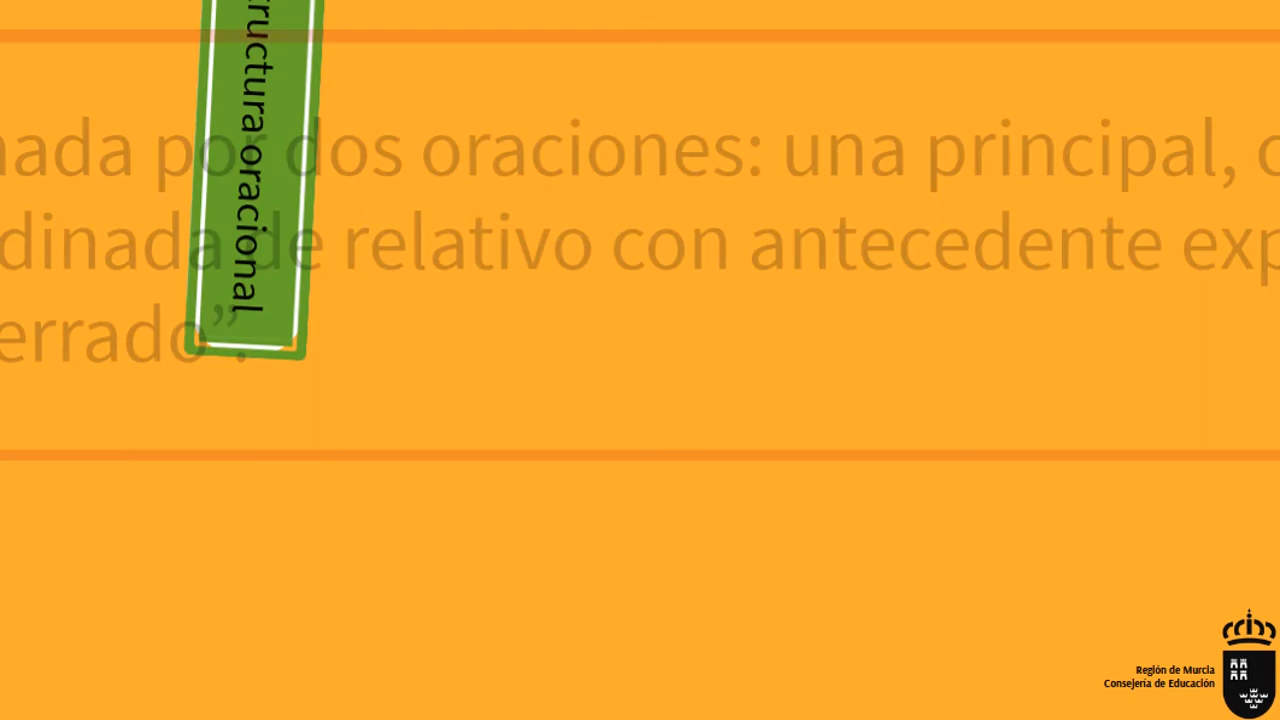 ructura oracional
nada por dos oraciones: una principal, c
dinada de relativo con antecedente exp
errado”.
Región de Murcia
Consejería de Educación